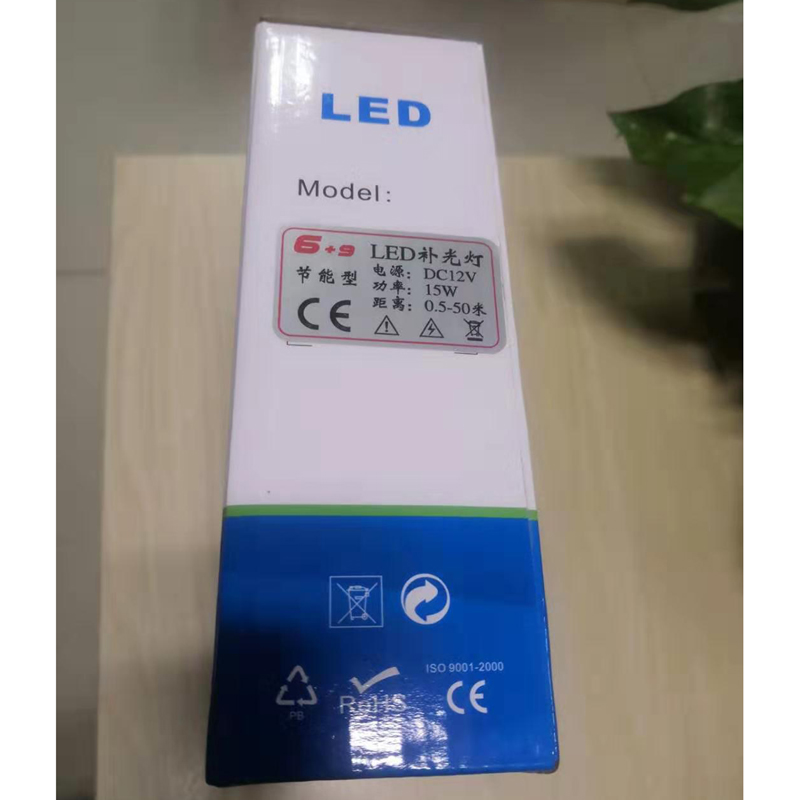 LED
Model:
6+9 LED补光灯
节能型
电源: DC12V
功率: 15W
距离: 0.5-50米
CE
ISO 9001-2000
PB
RoHS
CE